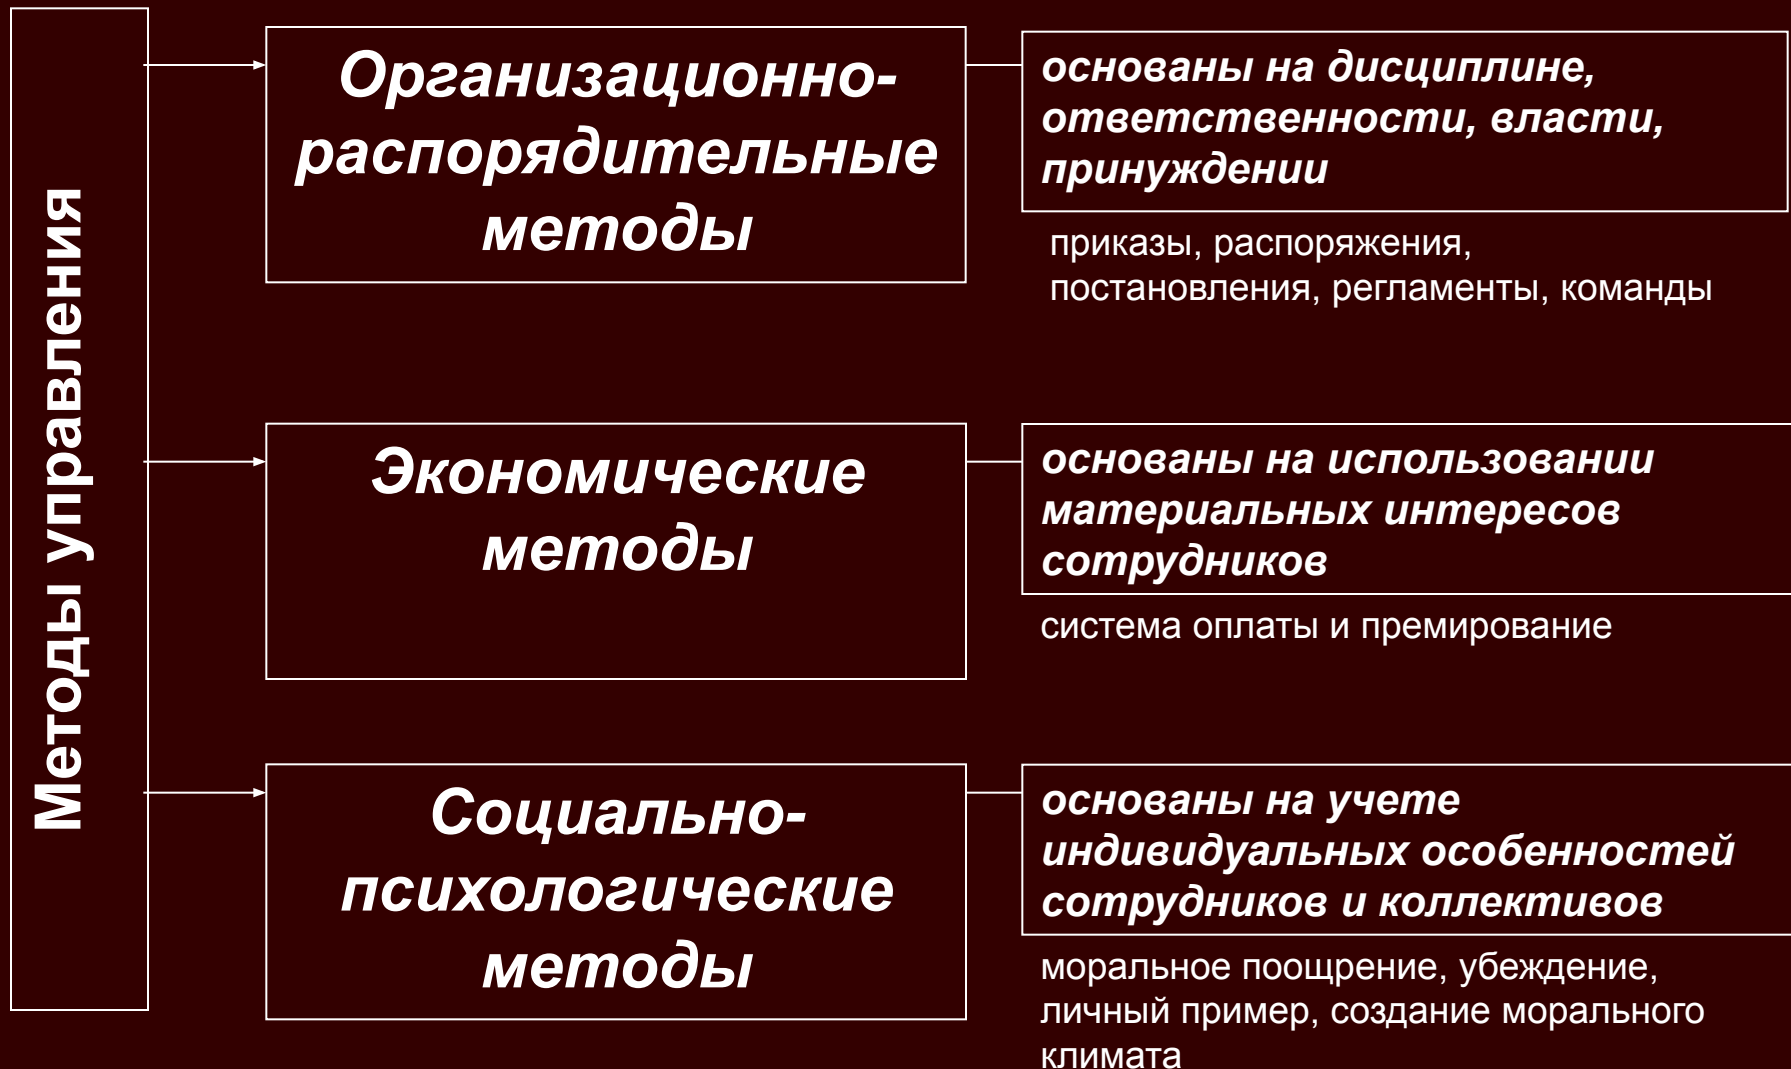 Методы управления
Организационно-
распорядительные
методы
основаны на дисциплине,
ответственности, власти,
принуждении
приказы, распоряжения,
постановления, регламенты, команды
Экономические
методы
основаны на использовании
материальных интересов
сотрудников
система оплаты и премирование
Социально-
психологические
методы
основаны на учете
индивидуальных особенностей
сотрудников и коллективов
моральное поощрение, убеждение,
личный пример, создание морального
климата